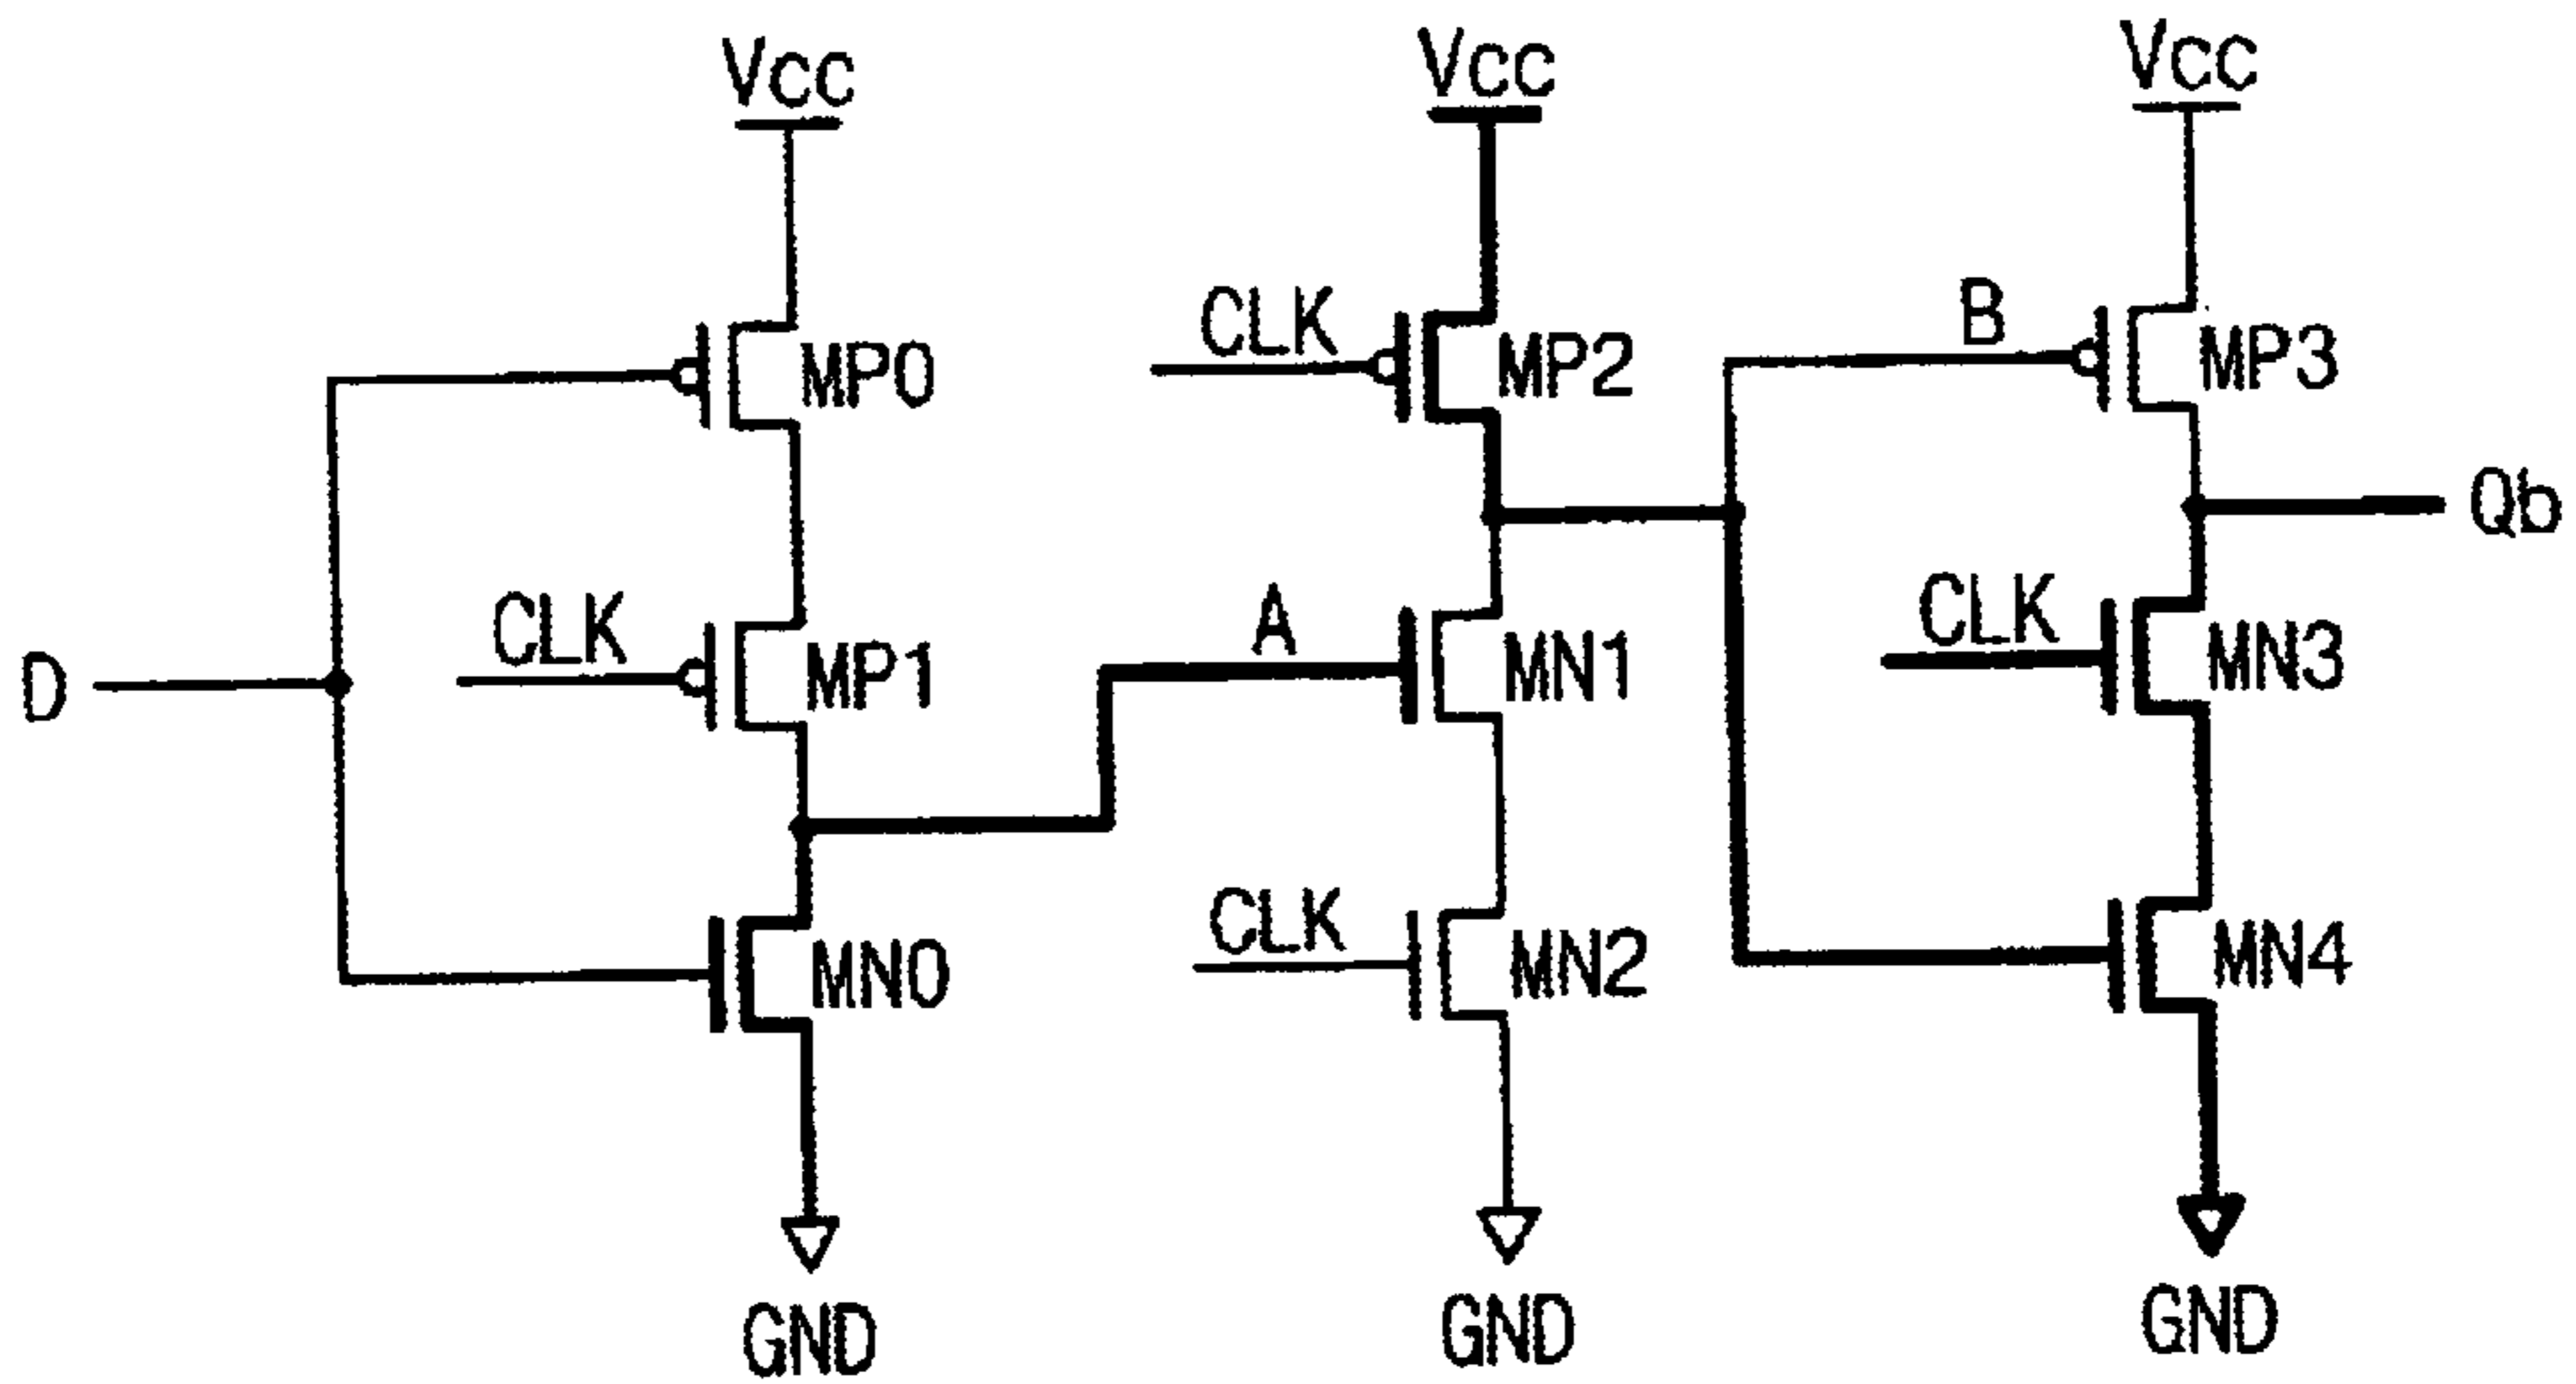 Vcc
Vcc
Vcc
CLK
B
MP0
MP2
MP3
Qb
CLK
A
CLK
D
MP1
MN1
MN3
CLK
MN0
MN2
MN4
GND
GND
GND